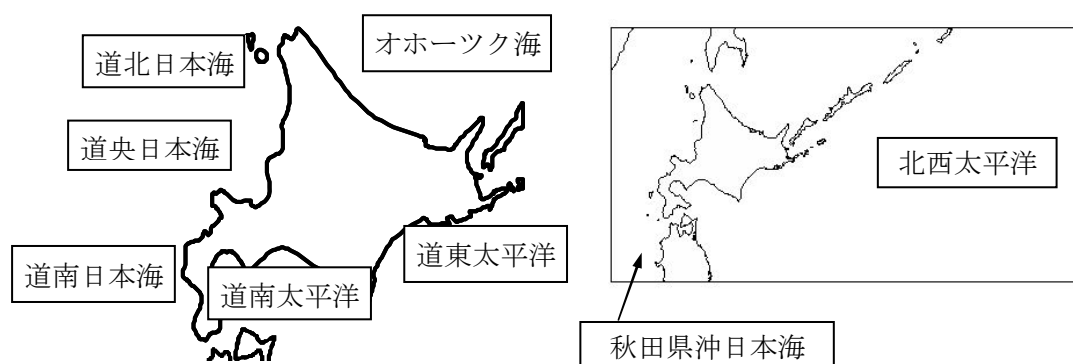 オホーツク海
道北日本海
道央日本海
道南日本海
道南太平洋
道東太平洋
北西太平洋
秋田県沖日本海